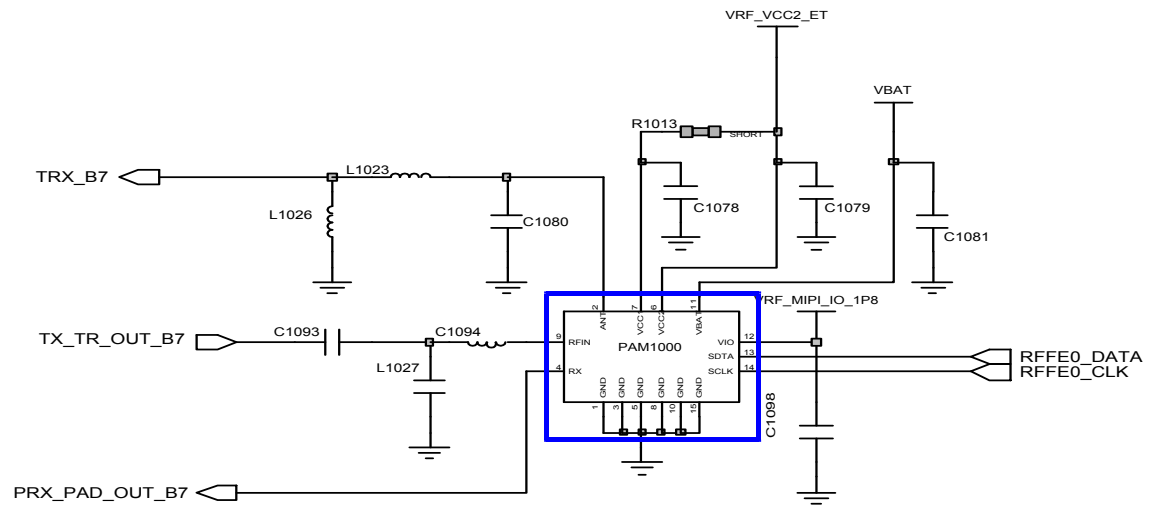 VRF_VCC2_ET
VBAT
R1013
SHORT
TRX_B7
L1023
L1026
C1080
C1078
C1079
C1081
VRF_MIPI_IO_1P8
2
7
6
11
ANT
VCC1
VCC2
VBAT
TX_TR_OUT_B7
C1093
C1094
9
RFIN
PAM1000
VIO
12
SDTA
13
RFFE0_DATA
L1027
4
RX
SCLK
14
RFFE0_CLK
GND
GND
GND
GND
GND
GND
1
3
5
8
10
15
C1098
PRX_PAD_OUT_B7